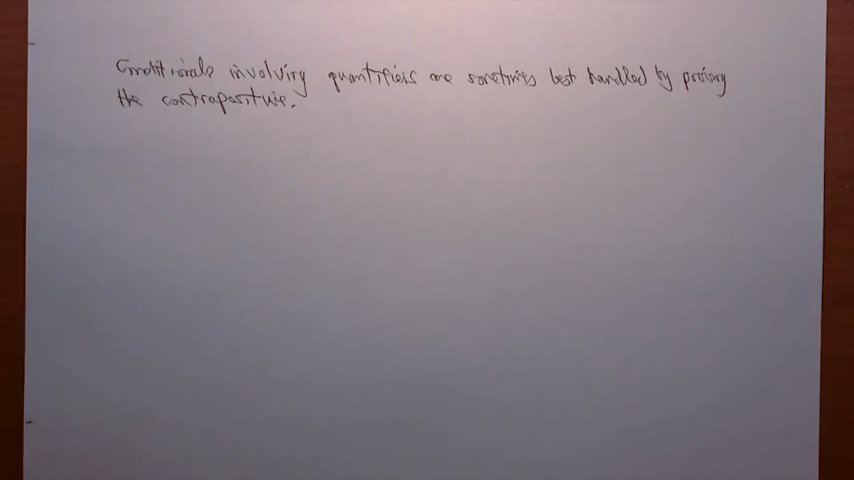 Conditionals involving quantifiers are sometimes best handled by proving
the contrapositive.